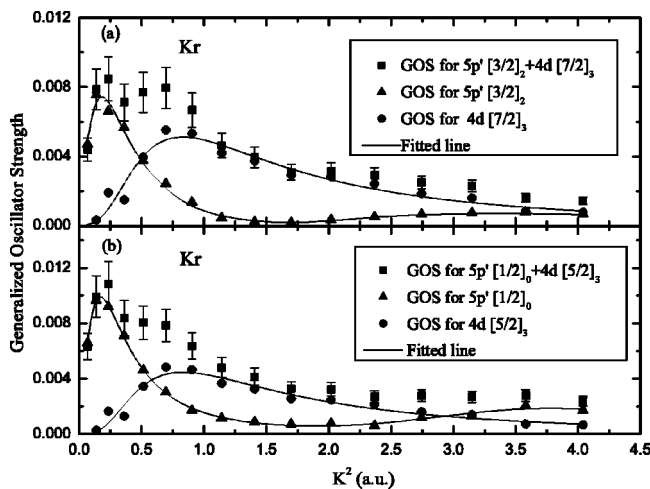 (a)
Kr
GOS for 5p' [3/2]₂+4d [7/2]₃
GOS for 5p' [3/2]₂
GOS for 4d [7/2]₃
Fitted line
0.012
0.008
0.004
0.000
(b)
Kr
GOS for 5p' [1/2]₀+4d [5/2]₃
GOS for 5p' [1/2]₀
GOS for 4d [5/2]₃
Fitted line
0.012
0.008
0.004
0.000
Generalized Oscillator Strength
0.0 0.5 1.0 1.5 2.0 2.5 3.0 3.5 4.0 4.5
K² (a.u.)